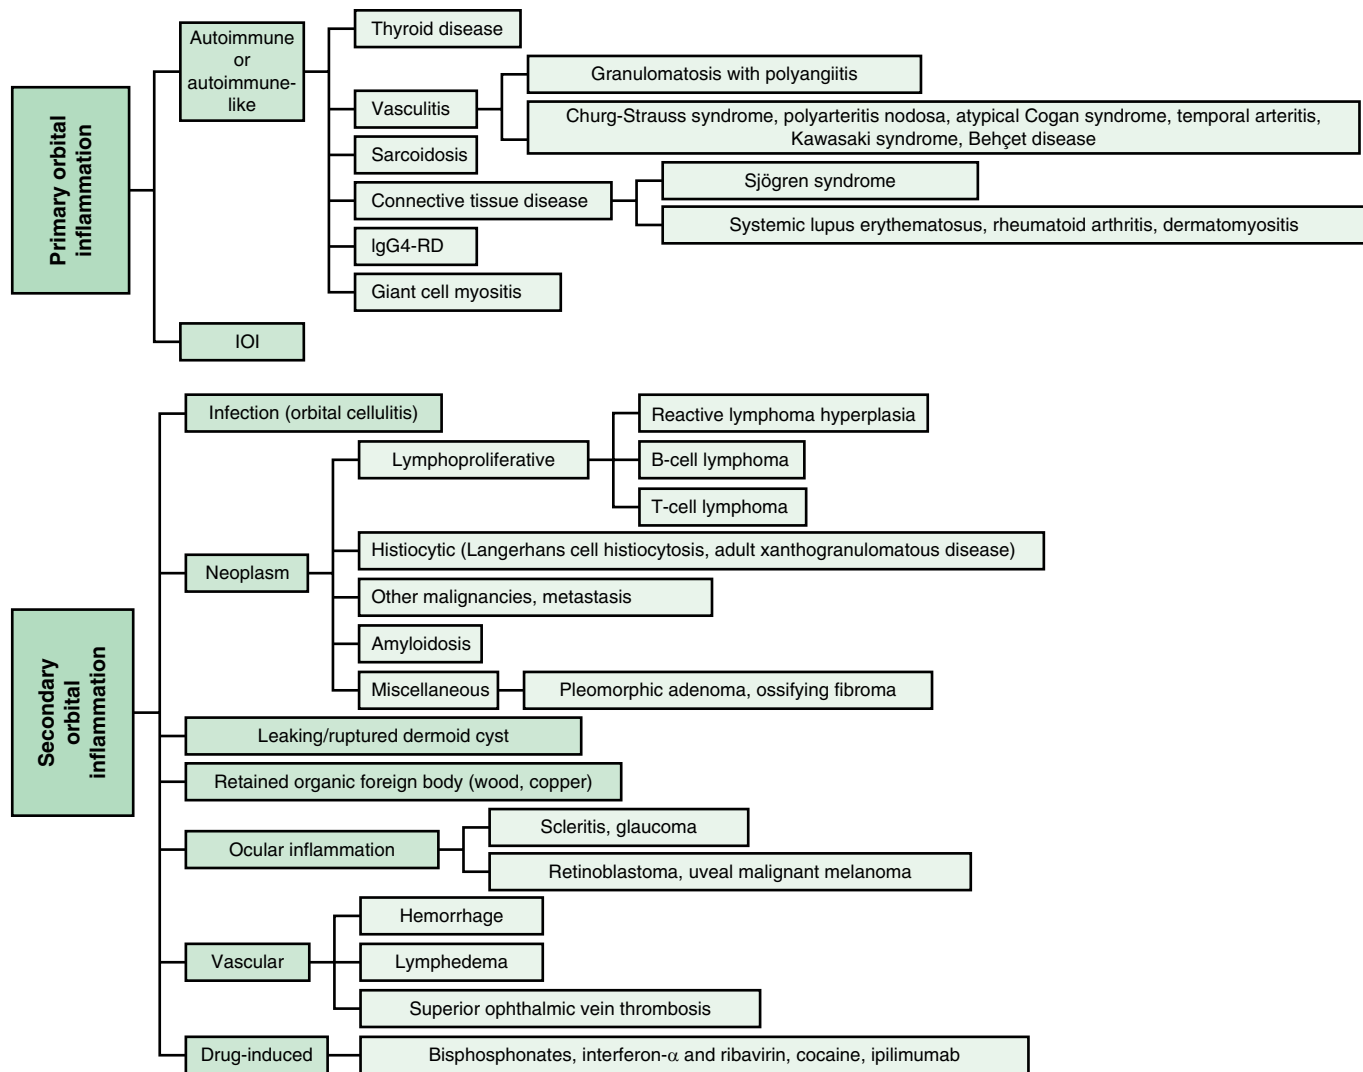 Primary orbital
inflammation
Autoimmune
or
autoimmune-
like
Thyroid disease
Vasculitis
Granulomatosis with polyangiitis
Churg-Strauss syndrome, polyarteritis nodosa, atypical Cogan syndrome, temporal arteritis,
Kawasaki syndrome, Behçet disease
Sarcoidosis
Connective tissue disease
Sjögren syndrome
Systemic lupus erythematosus, rheumatoid arthritis, dermatomyositis
IgG4-RD
Giant cell myositis
IOI
Secondary
orbital
inflammation
Infection (orbital cellulitis)
Neoplasm
Lymphoproliferative
Reactive lymphoma hyperplasia
B-cell lymphoma
T-cell lymphoma
Histiocytic (Langerhans cell histiocytosis, adult xanthogranulomatous disease)
Other malignancies, metastasis
Amyloidosis
Miscellaneous
Pleomorphic adenoma, ossifying fibroma
Leaking/ruptured dermoid cyst
Retained organic foreign body (wood, copper)
Ocular inflammation
Scleritis, glaucoma
Retinoblastoma, uveal malignant melanoma
Vascular
Hemorrhage
Lymphedema
Superior ophthalmic vein thrombosis
Drug-induced
Bisphosphonates, interferon-α and ribavirin, cocaine, ipilimumab